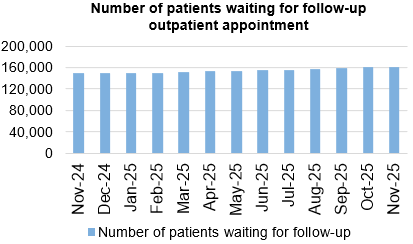 Number of patients waiting for follow-up
outpatient appointment
200,000
160,000
120,000
80,000
40,000
0
Nov-24
Dec-24
Jan-25
Feb-25
Mar-25
Apr-25
May-25
Jun-25
Jul-25
Aug-25
Sep-25
Oct-25
Nov-25
Number of patients waiting for follow-up